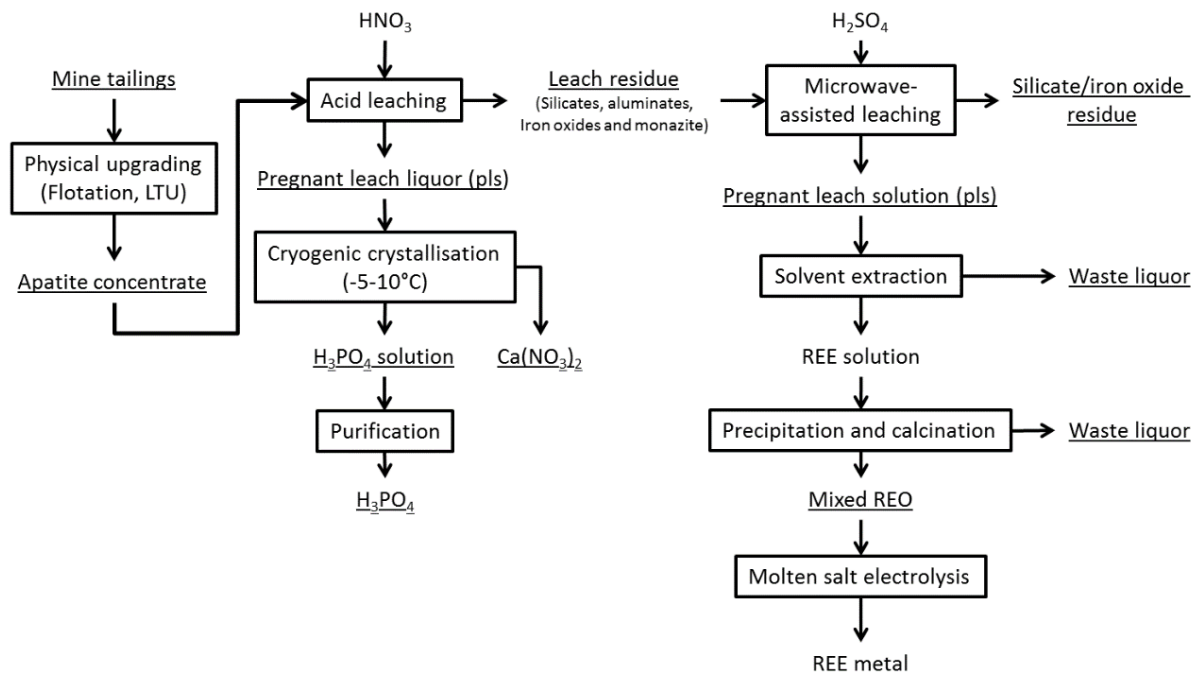 Mine tailings
Physical upgrading
(Flotation, LTU)
Apatite concentrate
HNO₃
Acid leaching
Leach residue
(Silicates, aluminates,
Iron oxides and monazite)
Pregnant leach liquor (pls)
Cryogenic crystallisation
(-5-10°C)
H₃PO₄ solution
Ca(NO₃)₂
Purification
H₃PO₄
H₂SO₄
Microwave-
assisted leaching
Silicate/iron oxide
residue
Pregnant leach solution (pls)
Solvent extraction
Waste liquor
REE solution
Precipitation and calcination
Waste liquor
Mixed REO
Molten salt electrolysis
REE metal